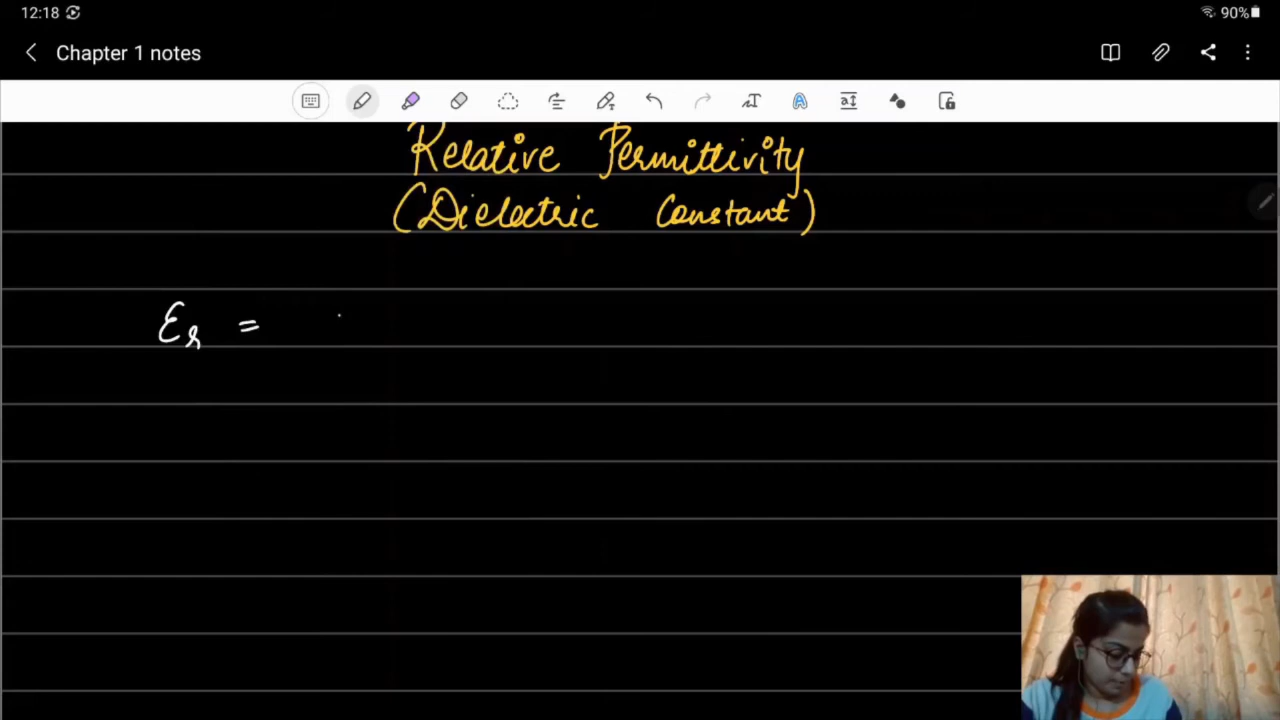 12:18 90%
Chapter 1 notes
Relative Permittivity
(Dielectric Constant)
εr =